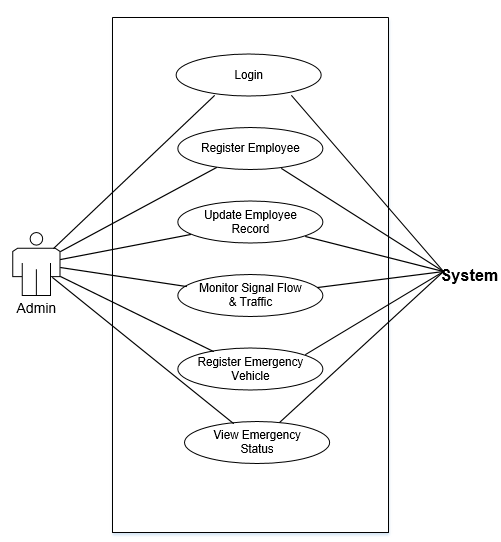 Login
Register Employee
Update Employee
Record
Monitor Signal Flow
& Traffic
Register Emergency
Vehicle
View Emergency
Status
Admin
System